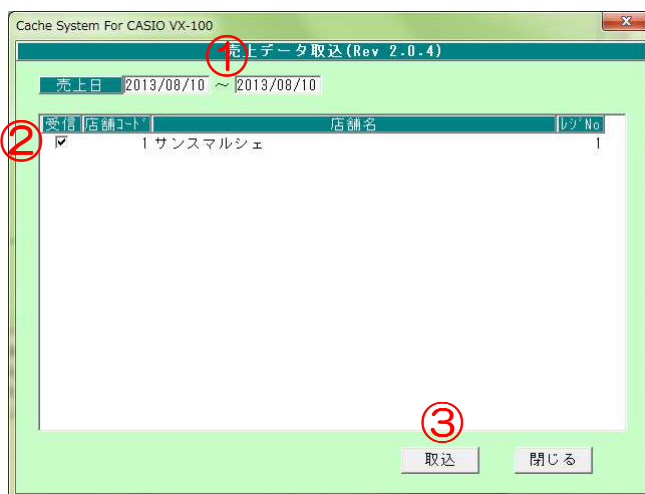 Cache System For CASIO VX-100
① 売上データ取込(Rev 2.0.4)
売上日 2013/08/10 ～ 2013/08/10
② 受信 店舗ｺｰﾄﾞ 店舗名 ﾚｼﾞNo
1 サンスマルシェ 1
③
取込 閉じる